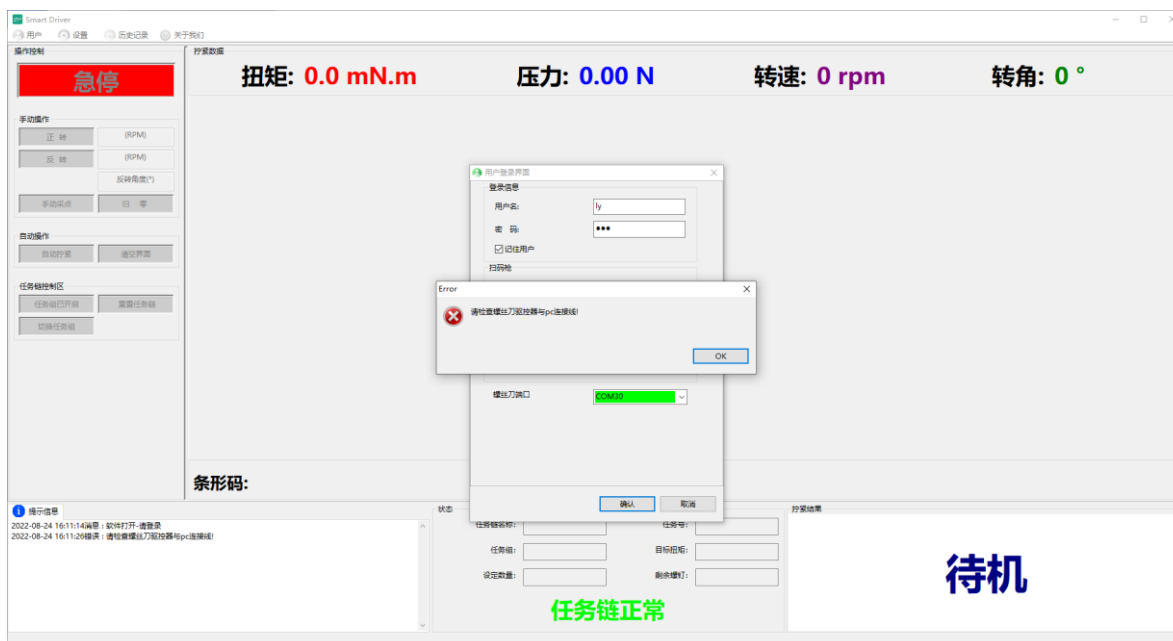 Smart Driver
用户 设置 历史记录 关于我们
操作控制
急停
手动操作
正 转 (RPM)
反 转 (RPM)
反转角度(°)
手动采点 归 零
自动操作
自动拧紧 清空界面
任务链控制区
任务组已开启 重置任务链
切换任务组
拧紧数据
扭矩: 0.0 mN.m 压力: 0.00 N 转速: 0 rpm 转角: 0 °
用户登录界面
登录信息
用户名: ly
密 码: •••
记住用户
扫码枪
Error
请检查螺丝刀驱控器与pc连接线!
OK
螺丝刀端口 COM30
确认 取消
条形码:
提示信息
2022-08-24 16:11:14消息 : 软件打开-请登录
2022-08-24 16:11:26错误 : 请检查螺丝刀驱控器与pc连接线!
状态
任务链名称: 任务号:
任务组: 目标扭矩:
设定数量: 剩余螺钉:
任务链正常
拧紧结果
待机